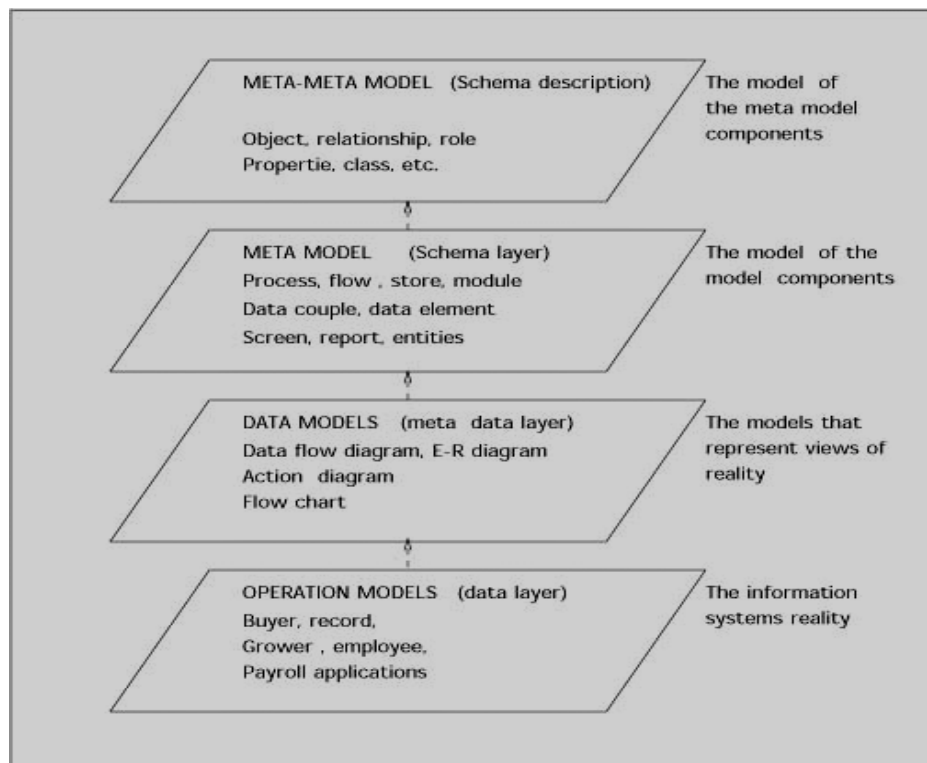 META-META MODEL (Schema description)
Object, relationship, role
Propertie, class, etc.
The model of
the meta model
components
META MODEL (Schema layer)
Process, flow , store, module
Data couple, data element
Screen, report, entities
The model of the
model components
DATA MODELS (meta data layer)
Data flow diagram, E-R diagram
Action diagram
Flow chart
The models that
represent views of
reality
OPERATION MODELS (data layer)
Buyer, record,
Grower , employee,
Payroll applications
The information
systems reality